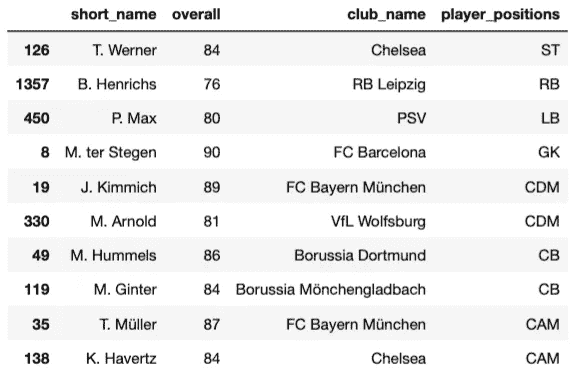 short_name overall club_name player_positions
126 T. Werner 84 Chelsea ST
1357 B. Henrichs 76 RB Leipzig RB
450 P. Max 80 PSV LB
8 M. ter Stegen 90 FC Barcelona GK
19 J. Kimmich 89 FC Bayern München CDM
330 M. Arnold 81 VfL Wolfsburg CDM
49 M. Hummels 86 Borussia Dortmund CB
119 M. Ginter 84 Borussia Mönchengladbach CB
35 T. Müller 87 FC Bayern München CAM
138 K. Havertz 84 Chelsea CAM